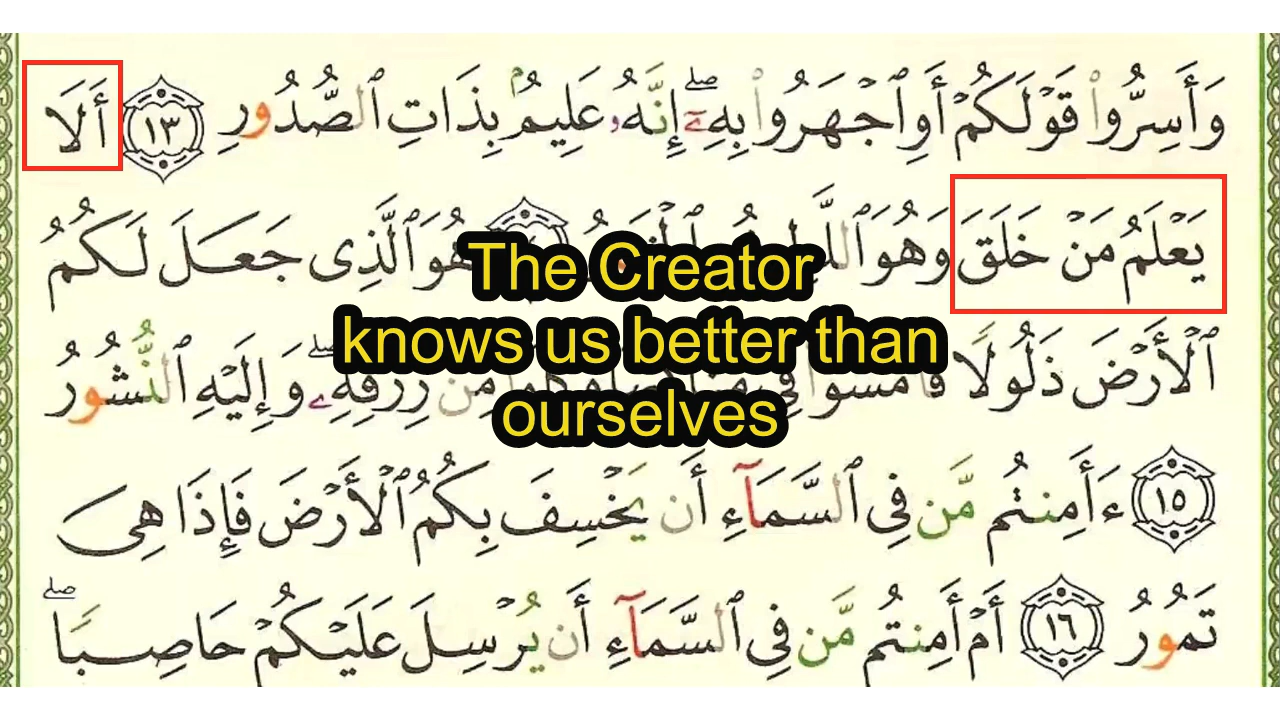 وَأَسِرُّوا۟ قَوْلَكُمْ أَوِ ٱجْهَرُوا۟ بِهِۦٓ ۖ إِنَّهُۥ عَلِيمٌۢ بِذَاتِ ٱلصُّدُورِ ١٣ أَلَا
يَعْلَمُ مَنْ خَلَقَ وَهُوَ هُوَ ٱلَّذِى جَعَلَ لَكُمُ
ٱلْأَرْضَ ذَلُولًا مِن رِّزْقِهِۦ ۖ وَإِلَيْهِ ٱلنُّشُورُ
١٥ ءَأَمِنتُم مَّن فِى ٱلسَّمَآءِ أَن يَخْسِفَ بِكُمُ ٱلْأَرْضَ فَإِذَا هِىَ
تَمُورُ ١٦ أَمْ أَمِنتُم مَّن فِى ٱلسَّمَآءِ أَن يُرْسِلَ عَلَيْكُمْ حَاصِبًا ۖ
The Creator
knows us better than
ourselves